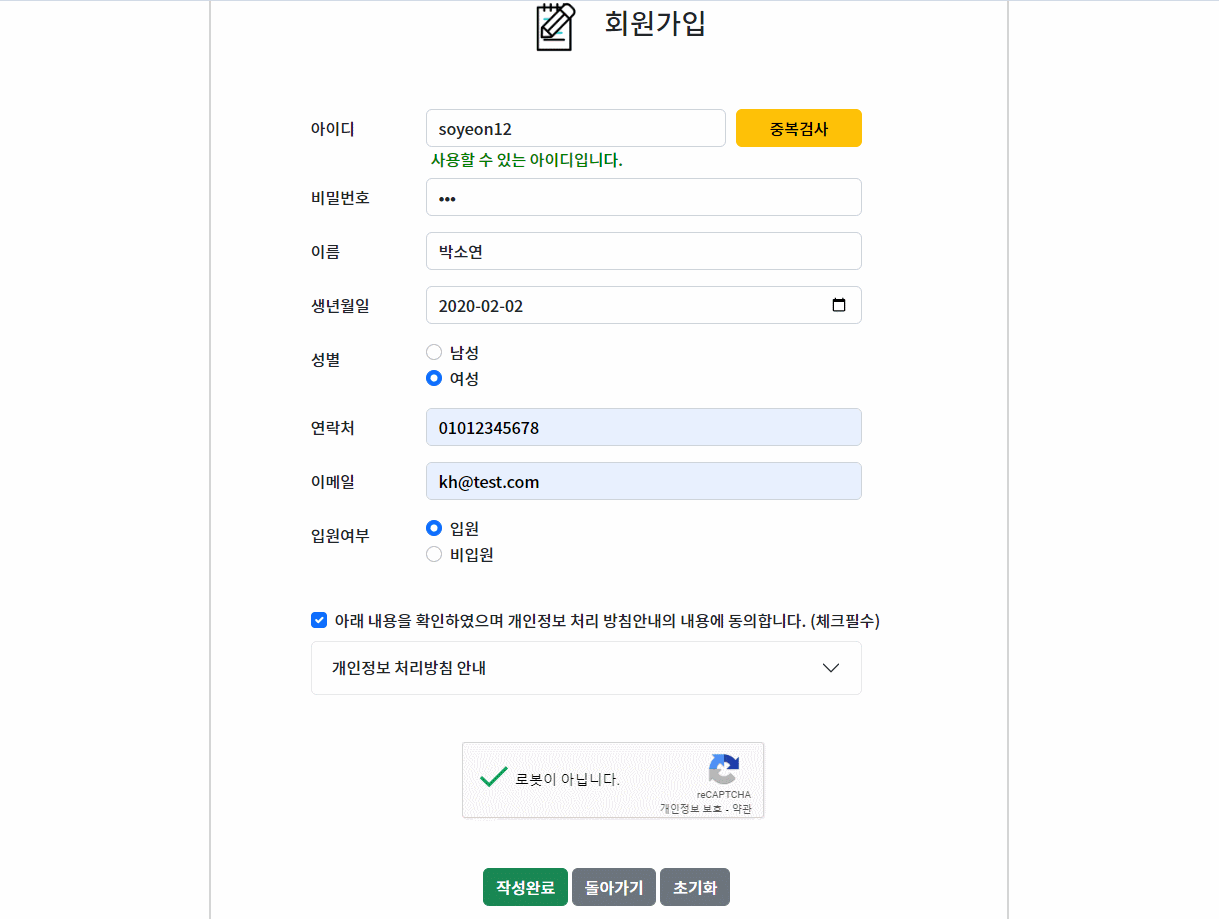 회원가입
아이디 soyeon12 중복검사
사용할 수 있는 아이디입니다.
비밀번호 •••
이름 박소연
생년월일 2020-02-02
성별 남성
여성
연락처 01012345678
이메일 kh@test.com
입원여부 입원
비입원
아래 내용을 확인하였으며 개인정보 처리 방침안내의 내용에 동의합니다. (체크필수)
개인정보 처리방침 안내
로봇이 아닙니다.
reCAPTCHA
개인정보 보호 - 약관
작성완료 돌아가기 초기화